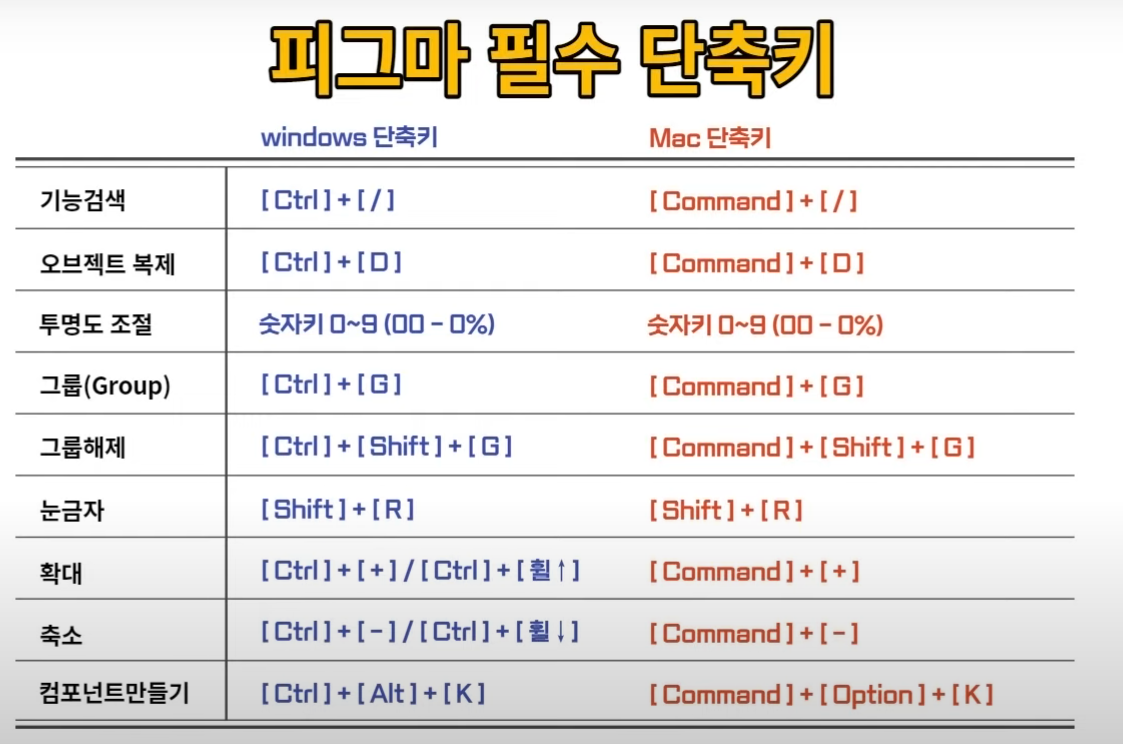 피그마 필수 단축키
windows 단축키 Mac 단축키
기능검색 [Ctrl]+[/] [Command]+[/]
오브젝트 복제 [Ctrl]+[D] [Command]+[D]
투명도 조절 숫자키 0~9 (00 - 0%) 숫자키 0~9 (00 - 0%)
그룹(Group) [Ctrl]+[G] [Command]+[G]
그룹해제 [Ctrl]+[Shift]+[G] [Command]+[Shift]+[G]
눈금자 [Shift]+[R] [Shift]+[R]
확대 [Ctrl]+[+]/[Ctrl]+[휠↑] [Command]+[+]
축소 [Ctrl]+[-]/[Ctrl]+[휠↓] [Command]+[-]
컴포넌트만들기 [Ctrl]+[Alt]+[K] [Command]+[Option]+[K]